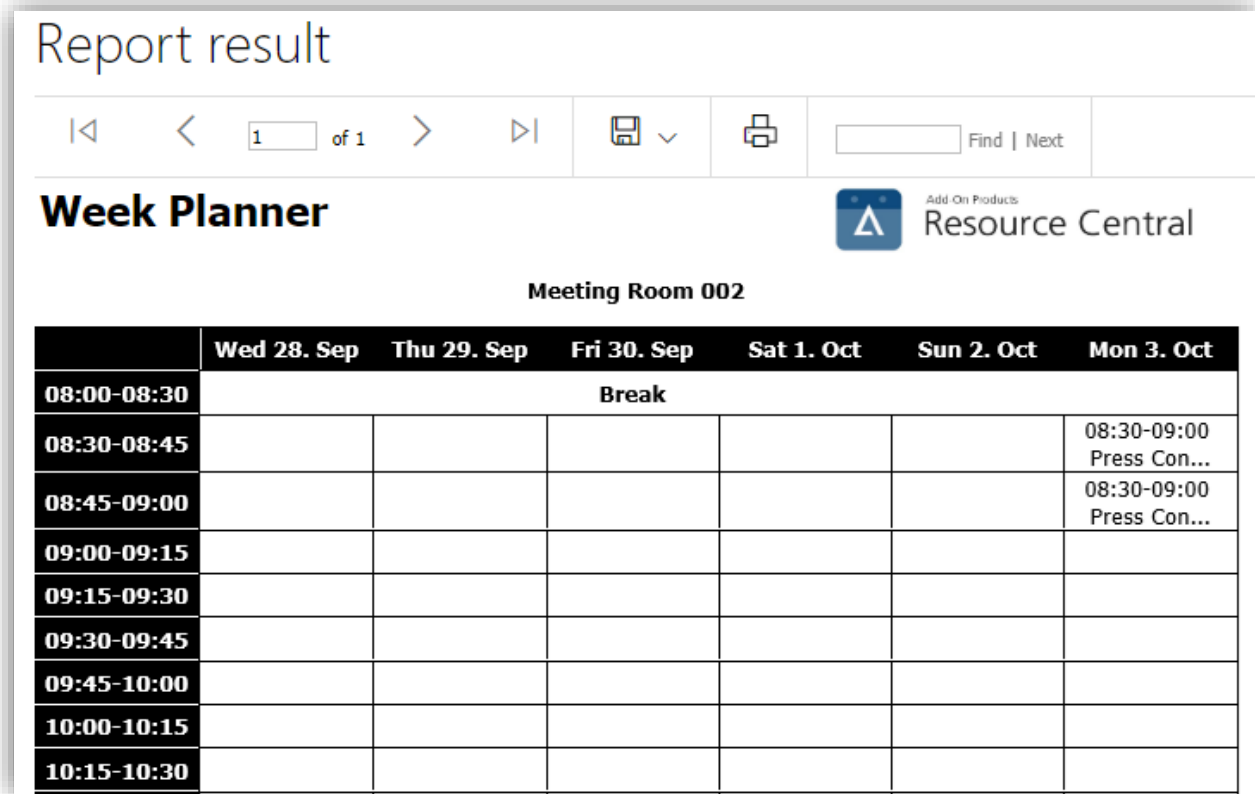 Report result
1 of 1 Find | Next
Week Planner
Add-On Products
Resource Central
Meeting Room 002
Wed 28. Sep Thu 29. Sep Fri 30. Sep Sat 1. Oct Sun 2. Oct Mon 3. Oct
08:00-08:30 Break
08:30-08:45 08:30-09:00
Press Con...
08:45-09:00 08:30-09:00
Press Con...
09:00-09:15
09:15-09:30
09:30-09:45
09:45-10:00
10:00-10:15
10:15-10:30